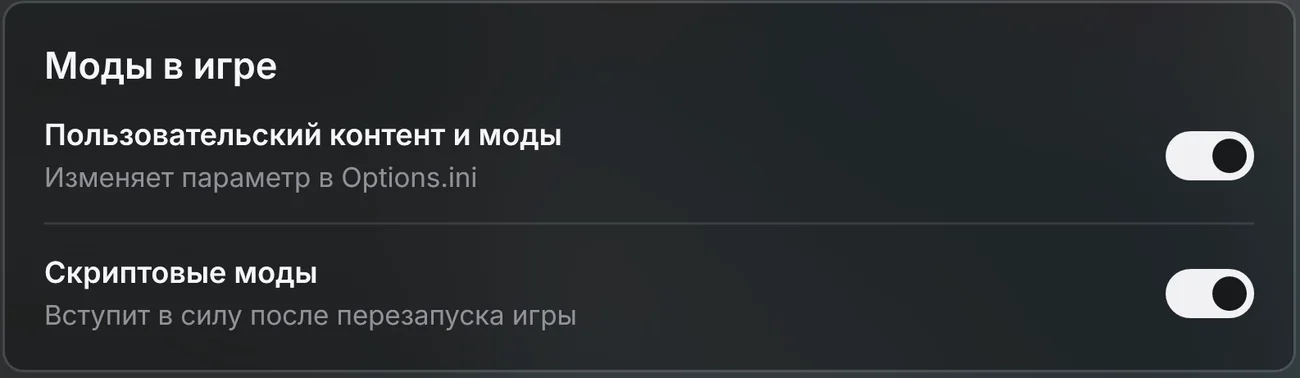 Моды в игре
Пользовательский контент и моды
Изменяет параметр в Options.ini
Скриптовые моды
Вступит в силу после перезапуска игры